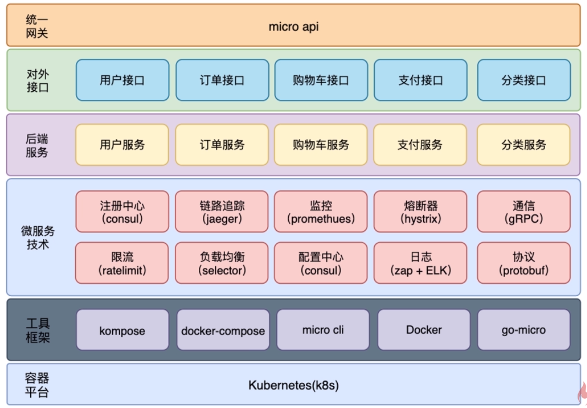 统一
网关
micro api
对外
接口
用户接口
订单接口
购物车接口
支付接口
分类接口
后端
服务
用户服务
订单服务
购物车服务
支付服务
分类服务
微服务
技术
注册中心
(consul)
链路追踪
(jaeger)
监控
(promethues)
熔断器
(hystrix)
通信
(gRPC)
限流
(ratelimit)
负载均衡
(selector)
配置中心
(consul)
日志
(zap + ELK)
协议
(protobuf)
工具
框架
kompose
docker-compose
micro cli
Docker
go-micro
容器
平台
Kubernetes(k8s)